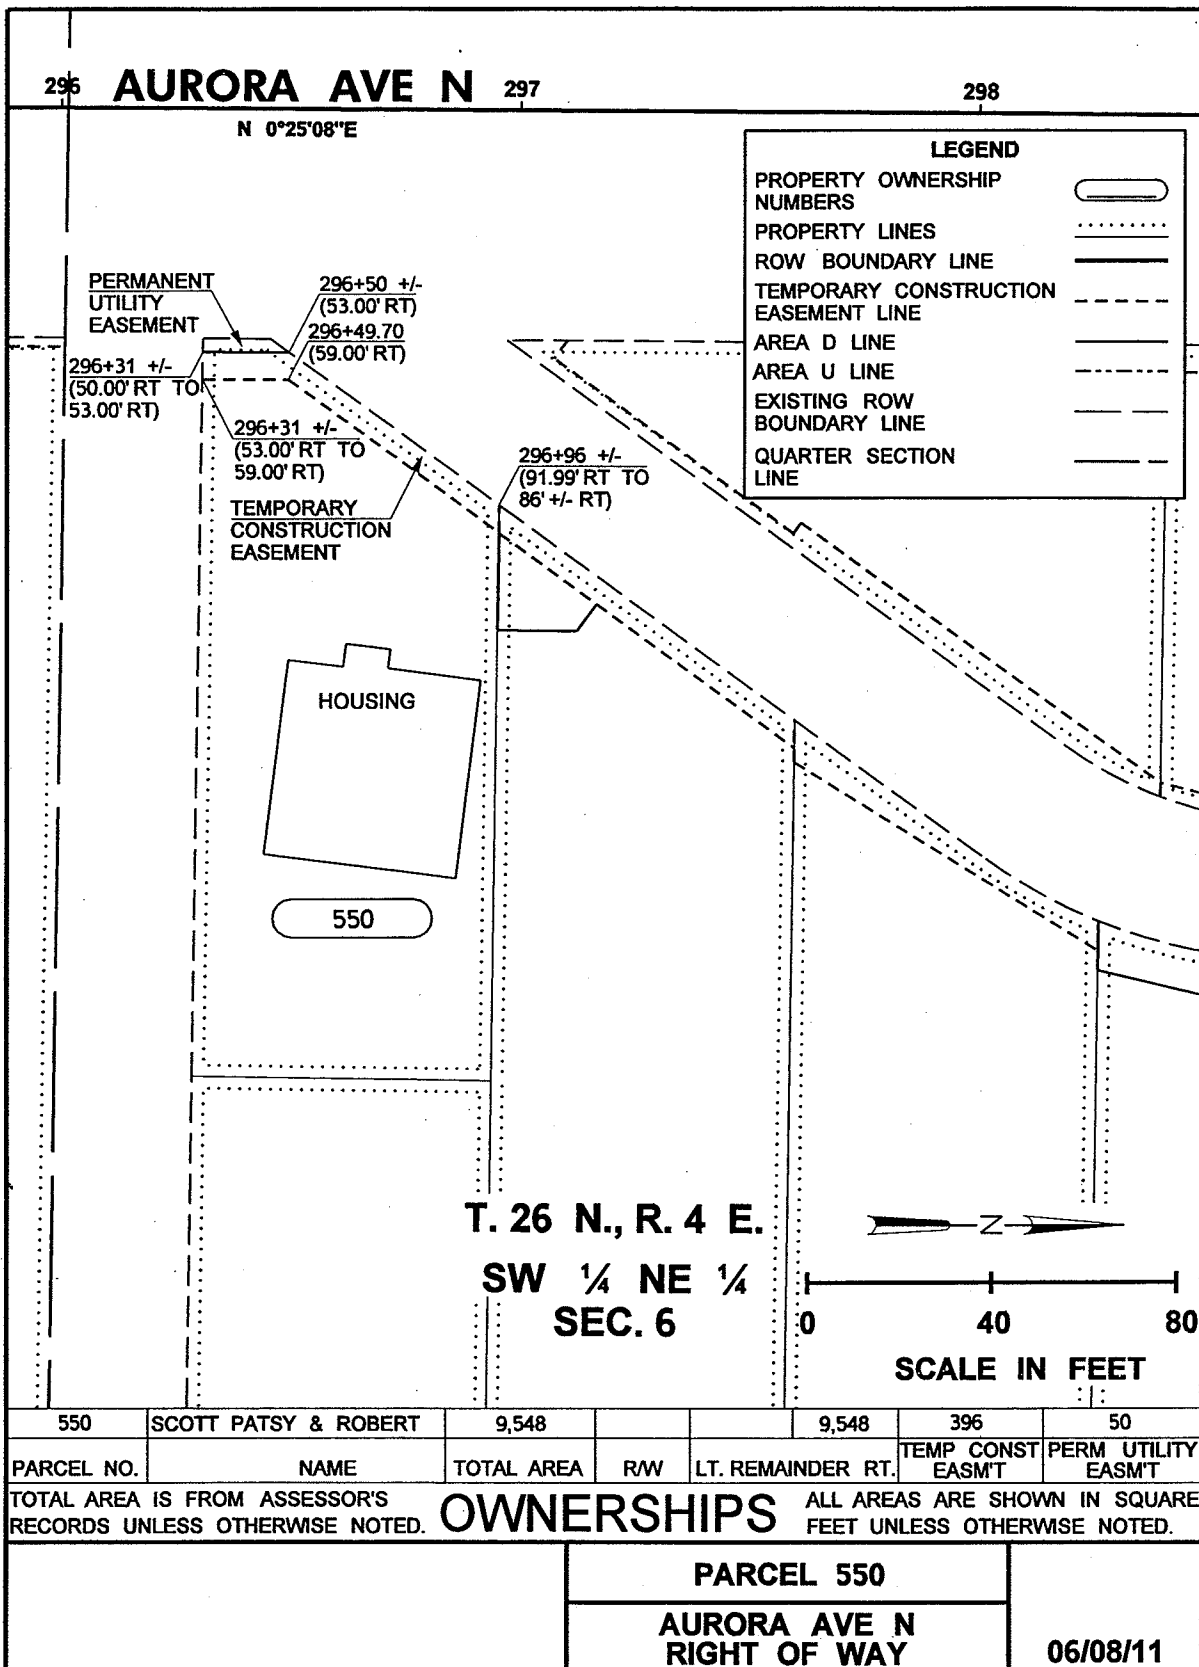 296 AURORA AVE N 297 298
N 0°25'08"E
LEGEND
PROPERTY OWNERSHIP
NUMBERS
PROPERTY LINES
ROW BOUNDARY LINE
TEMPORARY CONSTRUCTION
EASEMENT LINE
AREA D LINE
AREA U LINE
EXISTING ROW
BOUNDARY LINE
QUARTER SECTION
LINE
PERMANENT
UTILITY
EASEMENT
296+50 +/-
(53.00' RT)
296+49.70
(59.00' RT)
296+31 +/-
(50.00' RT TO
53.00' RT)
296+31 +/-
(53.00' RT TO
59.00' RT)
296+96 +/-
(91.99' RT TO
86' +/- RT)
TEMPORARY
CONSTRUCTION
EASEMENT
HOUSING
550
T. 26 N., R. 4 E.
SW ¼ NE ¼
SEC. 6
N
0 40 80
SCALE IN FEET
550 SCOTT PATSY & ROBERT 9,548 9,548 396 50
PARCEL NO. NAME TOTAL AREA R/W LT. REMAINDER RT. TEMP CONST EASM'T PERM UTILITY EASM'T
TOTAL AREA IS FROM ASSESSOR'S
RECORDS UNLESS OTHERWISE NOTED.
OWNERSHIPS
ALL AREAS ARE SHOWN IN SQUARE
FEET UNLESS OTHERWISE NOTED.
PARCEL 550
AURORA AVE N
RIGHT OF WAY
06/08/11